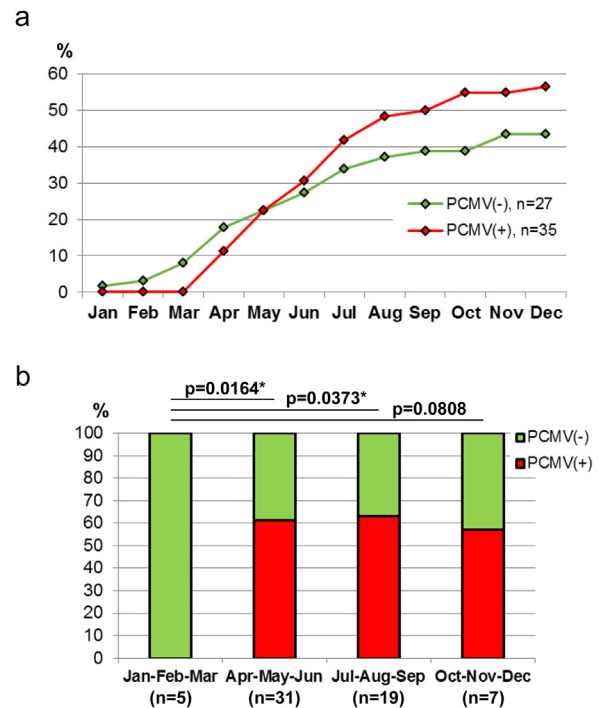 a
%
60
50
40
30
20
10
0
PCMV(-), n=27
PCMV(+), n=35
Jan Feb Mar Apr May Jun Jul Aug Sep Oct Nov Dec
b
p=0.0164*
p=0.0373*
p=0.0808
%
100
90
80
70
60
50
40
30
20
10
0
PCMV(-)
PCMV(+)
Jan-Feb-Mar Apr-May-Jun Jul-Aug-Sep Oct-Nov-Dec
(n=5) (n=31) (n=19) (n=7)